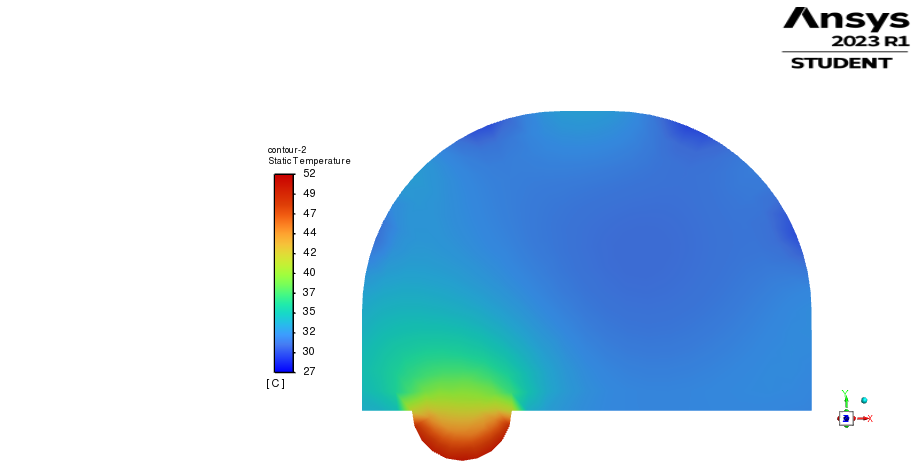 Ansys
2023 R1
STUDENT
contour-2
Static Temperature
52
49
47
44
42
40
37
35
32
30
27
[ C ]
Y
X